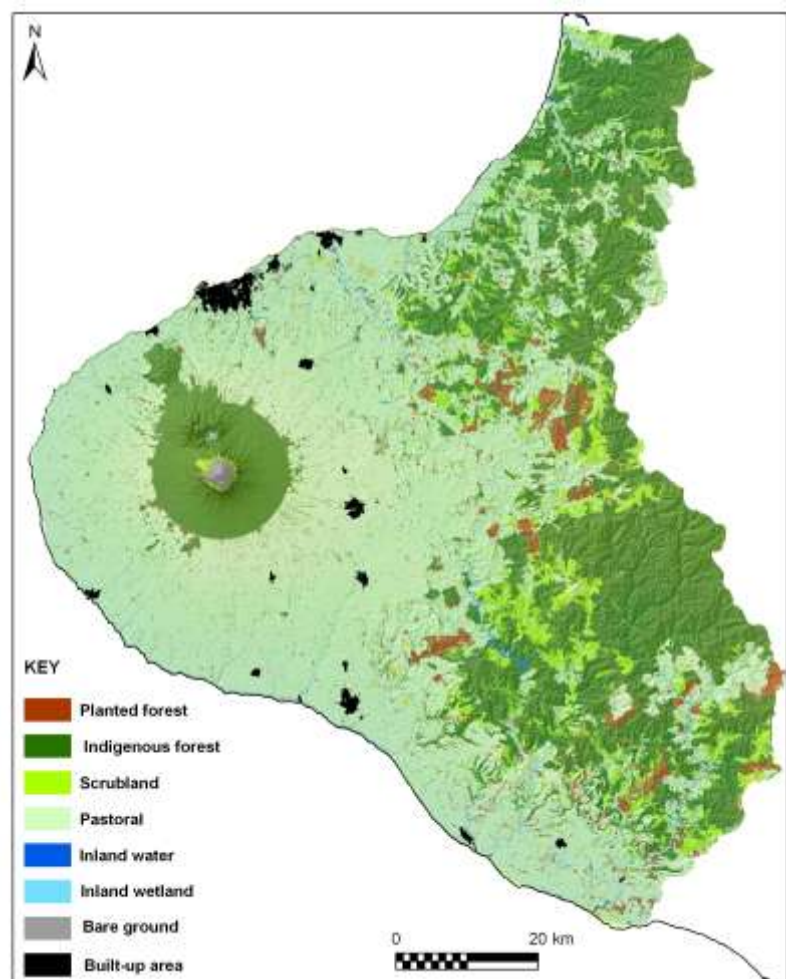 N
KEY
Planted forest
Indigenous forest
Scrubland
Pastoral
Inland water
Inland wetland
Bare ground
Built-up area
0 20 km